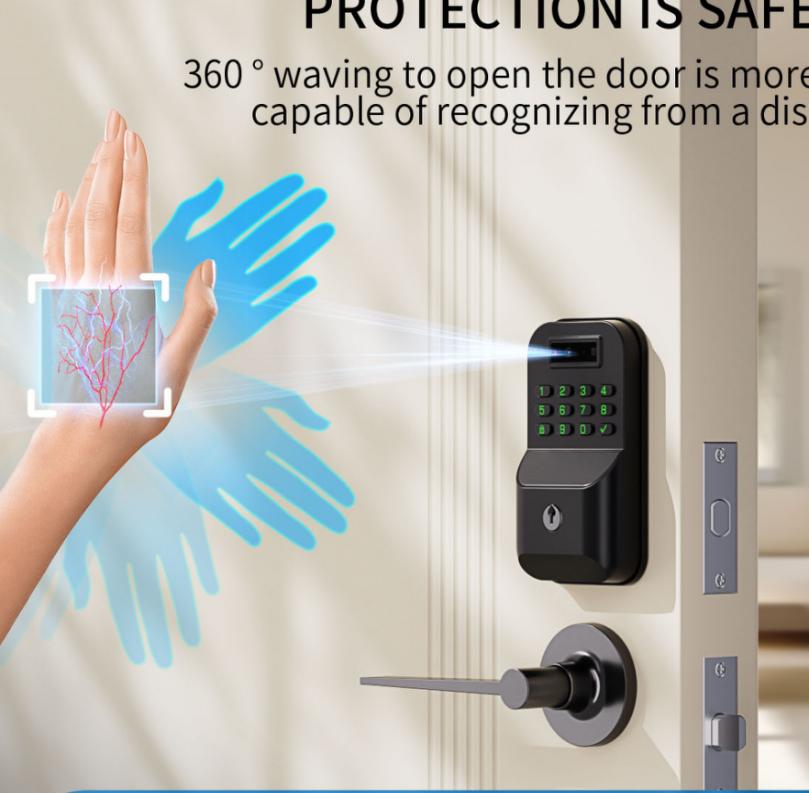 PROTECTION IS SAFE
360 ° waving to open the door is more
capable of recognizing from a dis
1 2 3 4
5 6 7 8
9 0 ✓